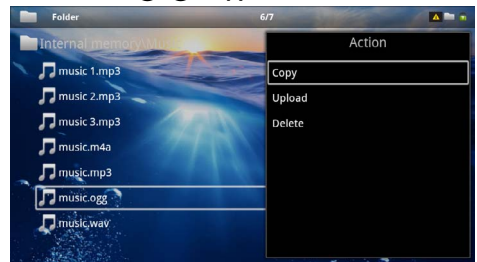 Folder
6/7
Internal memory\Mu
Action
music 1.mp3
Copy
music 2.mp3
Upload
music 3.mp3
Delete
music.m4a
music.mp3
music.ogg
music.wav